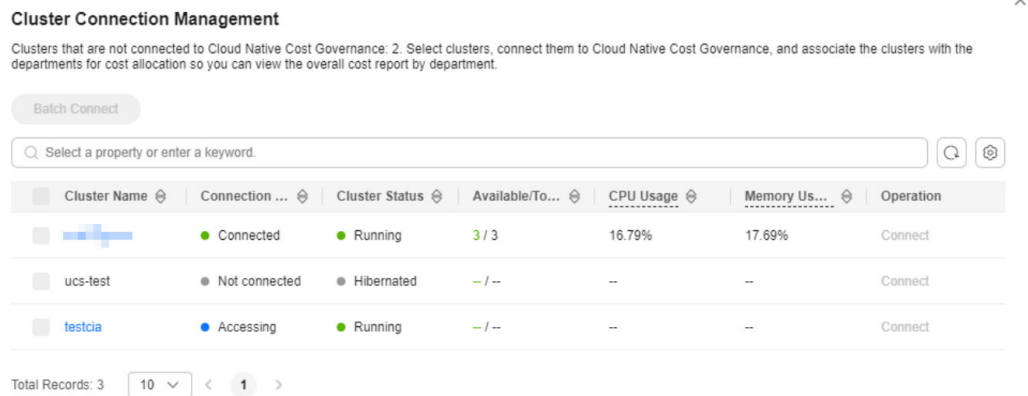 Cluster Connection Management
Clusters that are not connected to Cloud Native Cost Governance: 2. Select clusters, connect them to Cloud Native Cost Governance, and associate the clusters with the
departments for cost allocation so you can view the overall cost report by department.
Batch Connect
Select a property or enter a keyword.
Cluster Name Connection ... Cluster Status Available/To... CPU Usage Memory Us... Operation
Connected Running 3 / 3 16.79% 17.69% Connect
ucs-test Not connected Hibernated -- / -- -- -- Connect
testcia Accessing Running -- / -- -- -- Connect
Total Records: 3 10 < 1 >